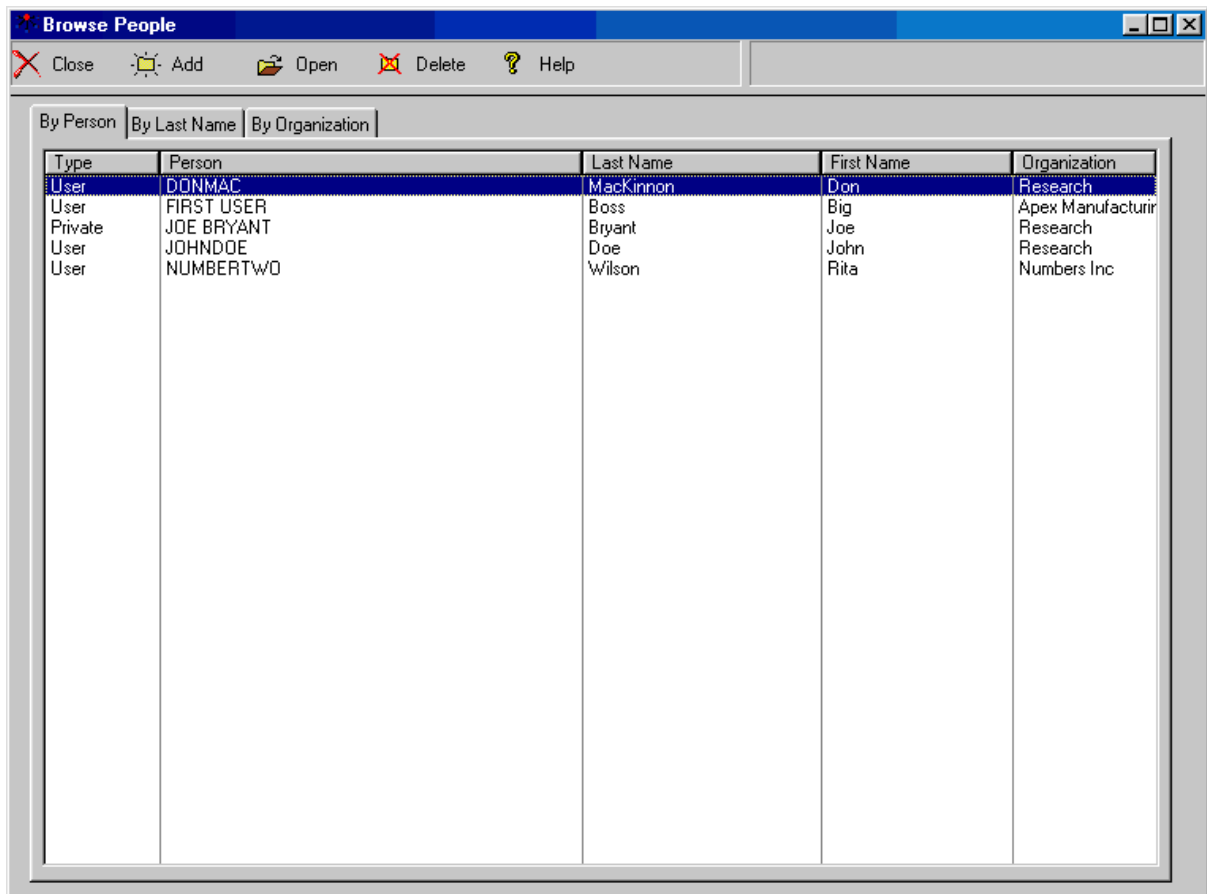 Browse People
Close Add Open Delete ? Help
By Person By Last Name By Organization
Type Person Last Name First Name Organization
User DONMAC MacKinnon Don Research
User FIRST USER Boss Big Apex Manufacturin
Private JOE BRYANT Bryant Joe Research
User JOHNDOE Doe John Research
User NUMBERTWO Wilson Rita Numbers Inc